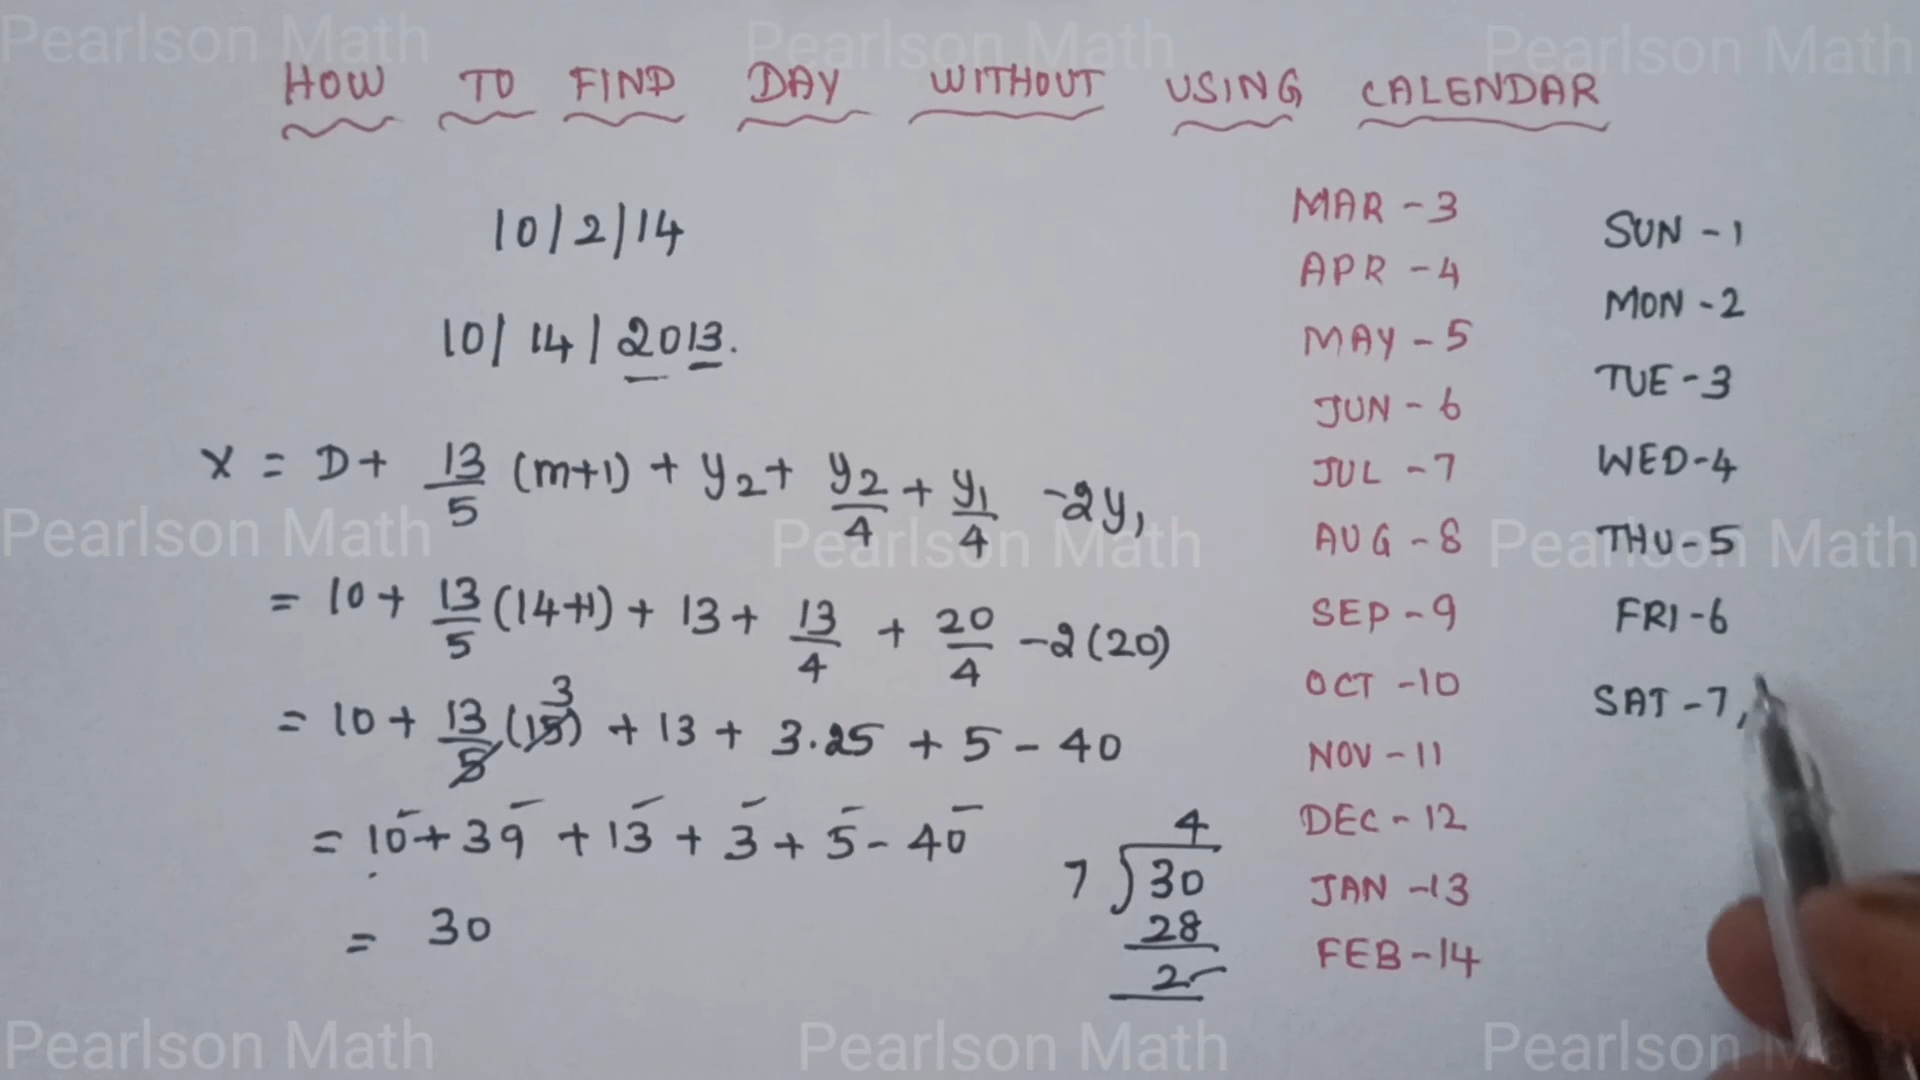 Pearlson Math Pearlson Math Pearlson Math
HOW TO FIND DAY WITHOUT USING CALENDAR
10/2/14
10/14/2013.
X = D + 13/5 (m+1) + y2 + y2/4 + y1/4 - 2y1
= 10 + 13/5 (14+1) + 13 + 13/4 + 20/4 - 2(20)
3
= 10 + 13/5 (15) + 13 + 3.25 + 5 - 40
= 10 + 39 + 13 + 3 + 5 - 40
= 30
4
7)30
28
2
MAR - 3
APR - 4
MAY - 5
JUN - 6
JUL - 7
AUG - 8
SEP - 9
OCT - 10
NOV - 11
DEC - 12
JAN - 13
FEB - 14
SUN - 1
MON - 2
TUE - 3
WED - 4
THU - 5
FRI - 6
SAT - 7,
Pearlson Math Pearlson Math Pearlson Math
Pearlson Math Pearlson Math Pearlson M